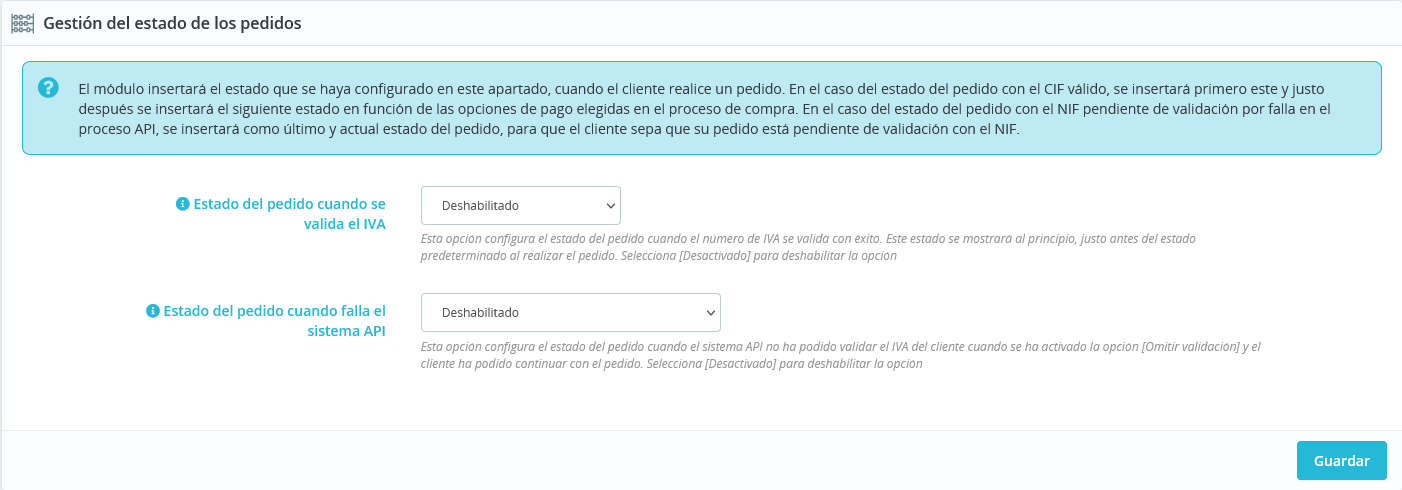 Gestión del estado de los pedidos
El módulo insertará el estado que se haya configurado en este apartado, cuando el cliente realice un pedido. En el caso del estado del pedido con el CIF válido, se insertará primero este y justo
después se insertará el siguiente estado en función de las opciones de pago elegidas en el proceso de compra. En el caso del estado del pedido con el NIF pendiente de validación por falla en el
proceso API, se insertará como último y actual estado del pedido, para que el cliente sepa que su pedido está pendiente de validación con el NIF.
Estado del pedido cuando se
valida el IVA
Deshabilitado
Esta opción configura el estado del pedido cuando el número de IVA se valida con éxito. Este estado se mostrará al principio, justo antes del estado
predeterminado al realizar el pedido. Selecciona [Desactivado] para deshabilitar la opción
Estado del pedido cuando falla el
sistema API
Deshabilitado
Esta opción configura el estado del pedido cuando el sistema API no ha podido validar el IVA del cliente cuando se ha activado la opción [Omitir validación] y el
cliente ha podido continuar con el pedido. Selecciona [Desactivado] para deshabilitar la opción
Guardar